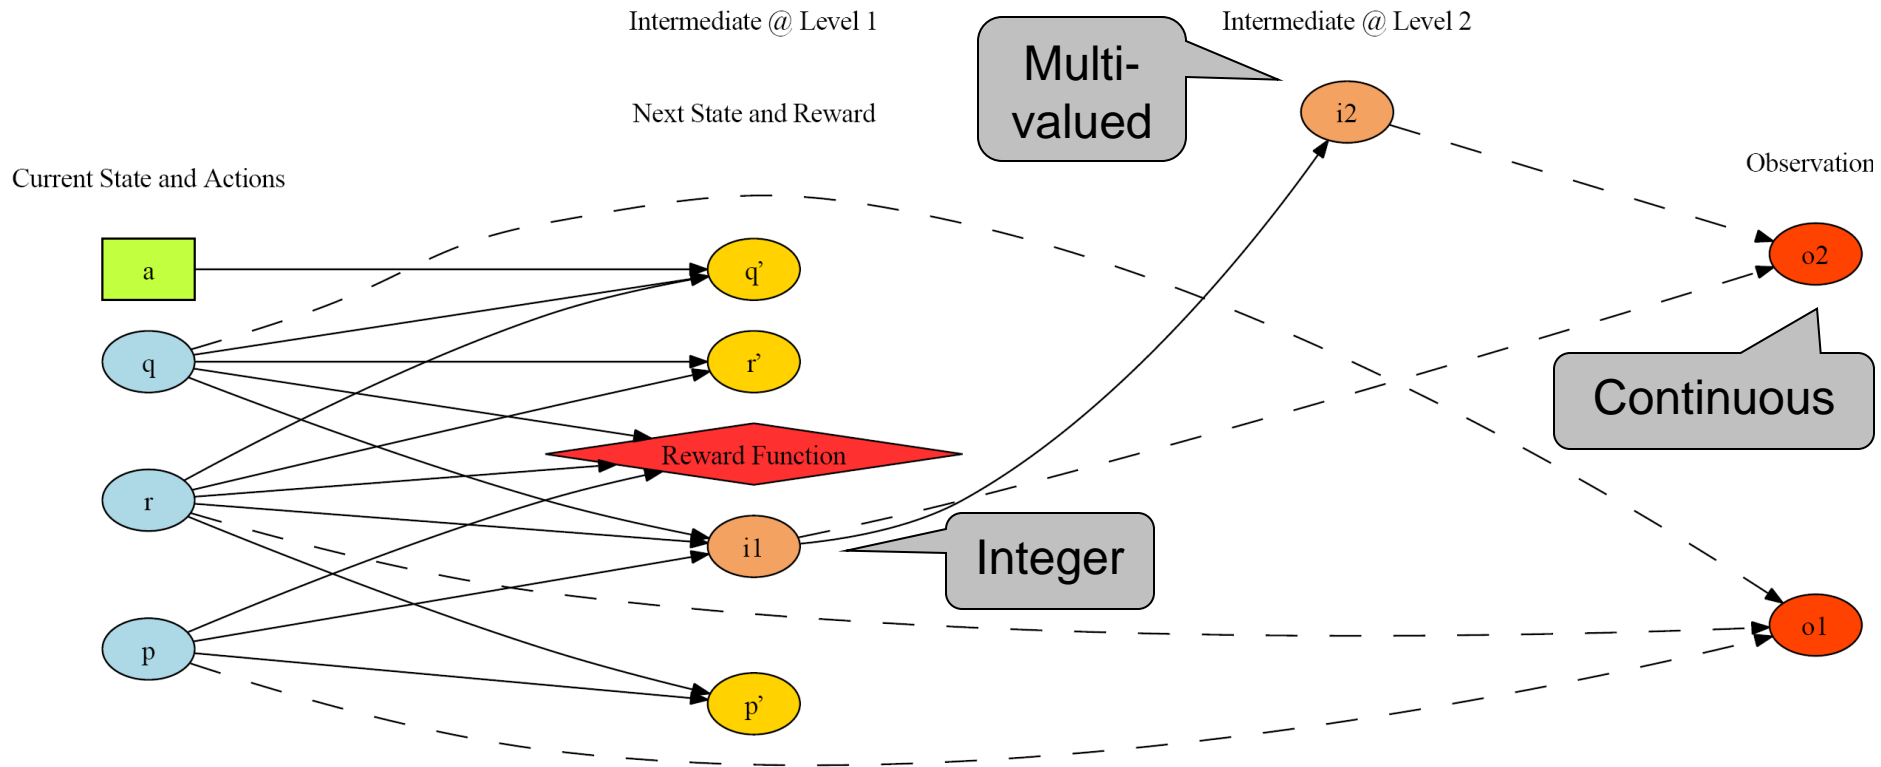 Intermediate @ Level 1
Intermediate @ Level 2
Multi-
valued
i2
Next State and Reward
Observation
Current State and Actions
a
q’
o2
q
r’
Continuous
Reward Function
r
i1
Integer
o1
p
p’